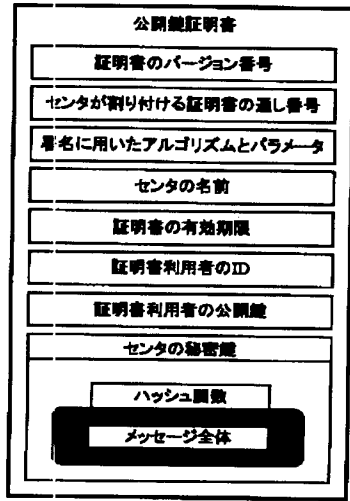 公開鍵証明書
証明書のバージョン番号
センタが割り付ける証明書の通し番号
署名に用いたアルゴリズムとパラメータ
センタの名前
証明書の有効期限
証明書利用者のID
証明書利用者の公開鍵
センタの秘密鍵
ハッシュ関数
メッセージ全体